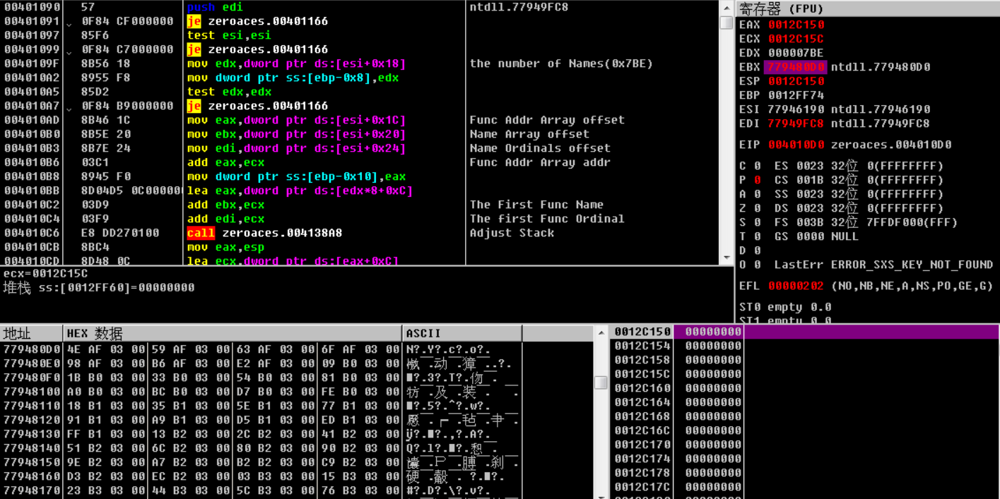 00401090 57 push edi ntdll.77949FC8
00401091 0F84 CF000000 je zeroaces.00401166
00401097 85F6 test esi,esi
00401099 0F84 C7000000 je zeroaces.00401166
0040109F 8B56 18 mov edx,dword ptr ds:[esi+0x18] the number of Names(0x7BE)
004010A2 8955 F8 mov dword ptr ss:[ebp-0x8],edx
004010A5 85D2 test edx,edx
004010A7 0F84 B9000000 je zeroaces.00401166
004010AD 8B46 1C mov eax,dword ptr ds:[esi+0x1C] Func Addr Array offset
004010B0 8B5E 20 mov ebx,dword ptr ds:[esi+0x20] Name Array offset
004010B3 8B7E 24 mov edi,dword ptr ds:[esi+0x24] Name Ordinals offset
004010B6 03C1 add eax,ecx Func Addr Array addr
004010B8 8945 F0 mov dword ptr ss:[ebp-0x10],eax
004010BB 8D04D5 0C00000 lea eax,dword ptr ds:[edx*8+0xC]
004010C2 03D9 add ebx,ecx The First Func Name
004010C4 03F9 add edi,ecx The first Func Ordinal
004010C6 E8 DD270100 call zeroaces.004138A8 Adjust Stack
004010CB 8BC4 mov eax,esp
004010CD 8D48 0C lea ecx,dword ptr ds:[eax+0xC]
ecx=0012C15C
堆栈 ss:[0012FF60]=00000000
寄存器 (FPU)
EAX 0012C150
ECX 0012C15C
EDX 000007BE
EBX 779480D0 ntdll.779480D0
ESP 0012C150
EBP 0012FF74
ESI 77946190 ntdll.77946190
EDI 77949FC8 ntdll.77949FC8
EIP 004010D0 zeroaces.004010D0
C 0 ES 0023 32位 0(FFFFFFFF)
P 0 CS 001B 32位 0(FFFFFFFF)
A 0 SS 0023 32位 0(FFFFFFFF)
Z 0 DS 0023 32位 0(FFFFFFFF)
S 0 FS 003B 32位 7FFDF000(FFF)
T 0 GS 0000 NULL
D 0
O 0 LastErr ERROR_SXS_KEY_NOT_FOUND
EFL 00000202 (NO,NB,NE,A,NS,PO,GE,G)
ST0 empty 0.0
ST1 empty 0.0
地址 HEX 数据 ASCII
779480D0 4E AF 03 00 59 AF 03 00 63 AF 03 00 6F AF 03 00 N?.Y?.c?.o?.
779480E0 98 AF 03 00 B6 AF 03 00 E2 AF 03 00 09 B0 03 00
779480F0 1B B0 03 00 33 B0 03 00 54 B0 03 00 81 B0 03 00
77948100 A0 B0 03 00 BC B0 03 00 D7 B0 03 00 FE B0 03 00
77948110 18 B1 03 00 35 B1 03 00 5E B1 03 00 77 B1 03 00
77948120 91 B1 03 00 A9 B1 03 00 D5 B1 03 00 ED B1 03 00
77948130 FF B1 03 00 13 B2 03 00 2C B2 03 00 41 B2 03 00
77948140 51 B2 03 00 6C B2 03 00 80 B2 03 00 90 B2 03 00
77948150 9E B2 03 00 A7 B2 03 00 B2 B2 03 00 C9 B2 03 00
77948160 D3 B2 03 00 EC B2 03 00 03 B3 03 00 15 B3 03 00
77948170 23 B3 03 00 44 B3 03 00 5C B3 03 00 76 B3 03 00 #?.D?.\?.v?.
0012C150 00000000
0012C154 00000000
0012C158 00000000
0012C15C 00000000
0012C160 00000000
0012C164 00000000
0012C168 00000000
0012C16C 00000000
0012C170 00000000
0012C174 00000000
0012C178 00000000
0012C17C 00000000